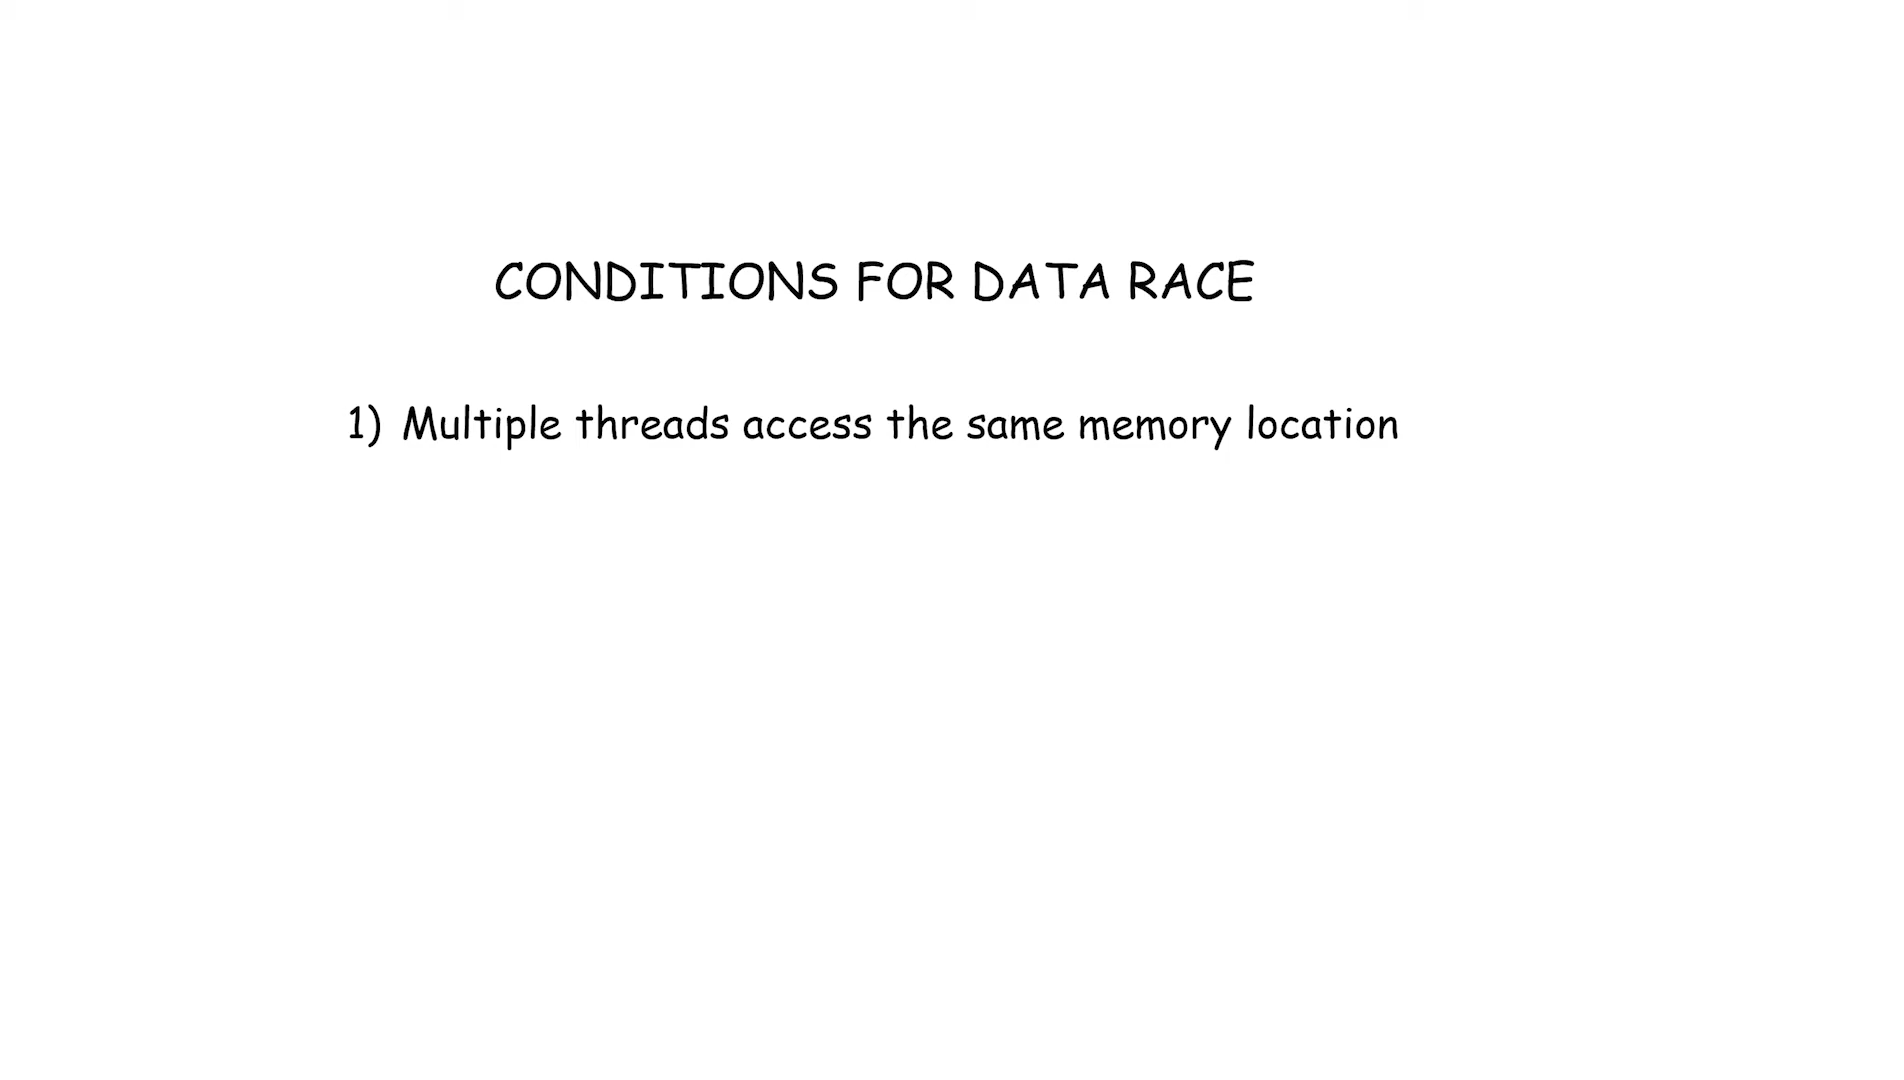 CONDITIONS FOR DATA RACE
1) Multiple threads access the same memory location